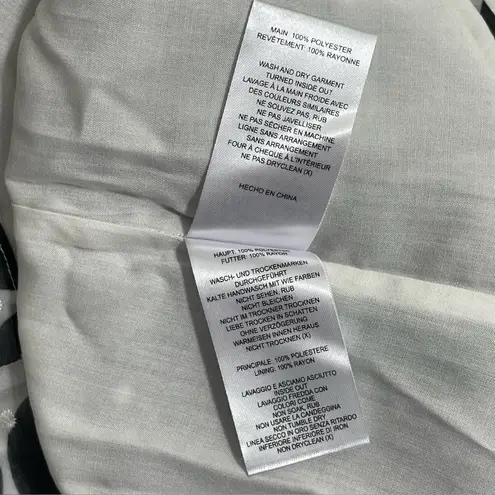 MAIN: 100% POLYESTER
REVÊTEMENT: 100% RAYONNE
WASH AND DRY GARMENT
TURNED INSIDE OUT
LAVAGE À LA MAIN FROIDE AVEC
DES COULEURS SIMILAIRES
NE SOUVEZ PAS, RUB
NE PAS JAVELLISER
NE PAS SÉCHER EN MACHINE
LIGNE SANS ARRANGEMENT
SANS ARRANGEMENT
FOUR À CHEQUE À L'INTÉRIEUR
NE PAS DRYCLEAN (X)
HECHO EN CHINA
HAUPT: 100% POLYESTER
FUTTER: 100% RAYON
WASCH- UND TROCKENMARKEN
DURCHGEFÜHRT
KALTE HANDWASCH MIT WIE FARBEN
NICHT SEHEN, RUB
NICHT BLEICHEN
NICHT IM TROCKNER TROCKNEN
LIEBE TROCKEN IN SCHATTEN
OHNE VERZÖGERUNG
WARMEISEN INNEN HERAUS
NICHT TROCKNEN (X)
PRINCIPALE: 100% POLIESTERE
LINING: 100% RAYON
LAVAGGIO E ASCIAMO ASCIUTTO
INSIDE OUT
LAVAGGIO FREDDA CON
COLORI COME
NON SOAK, RUB
NON USARE LA CANDEGGINA
NON TUMBLE DRY
LINEA SECCO IN ORO SENZA RITARDO
INFERIORE INFERIORE DI IRON
NON DRYCLEAN (X)